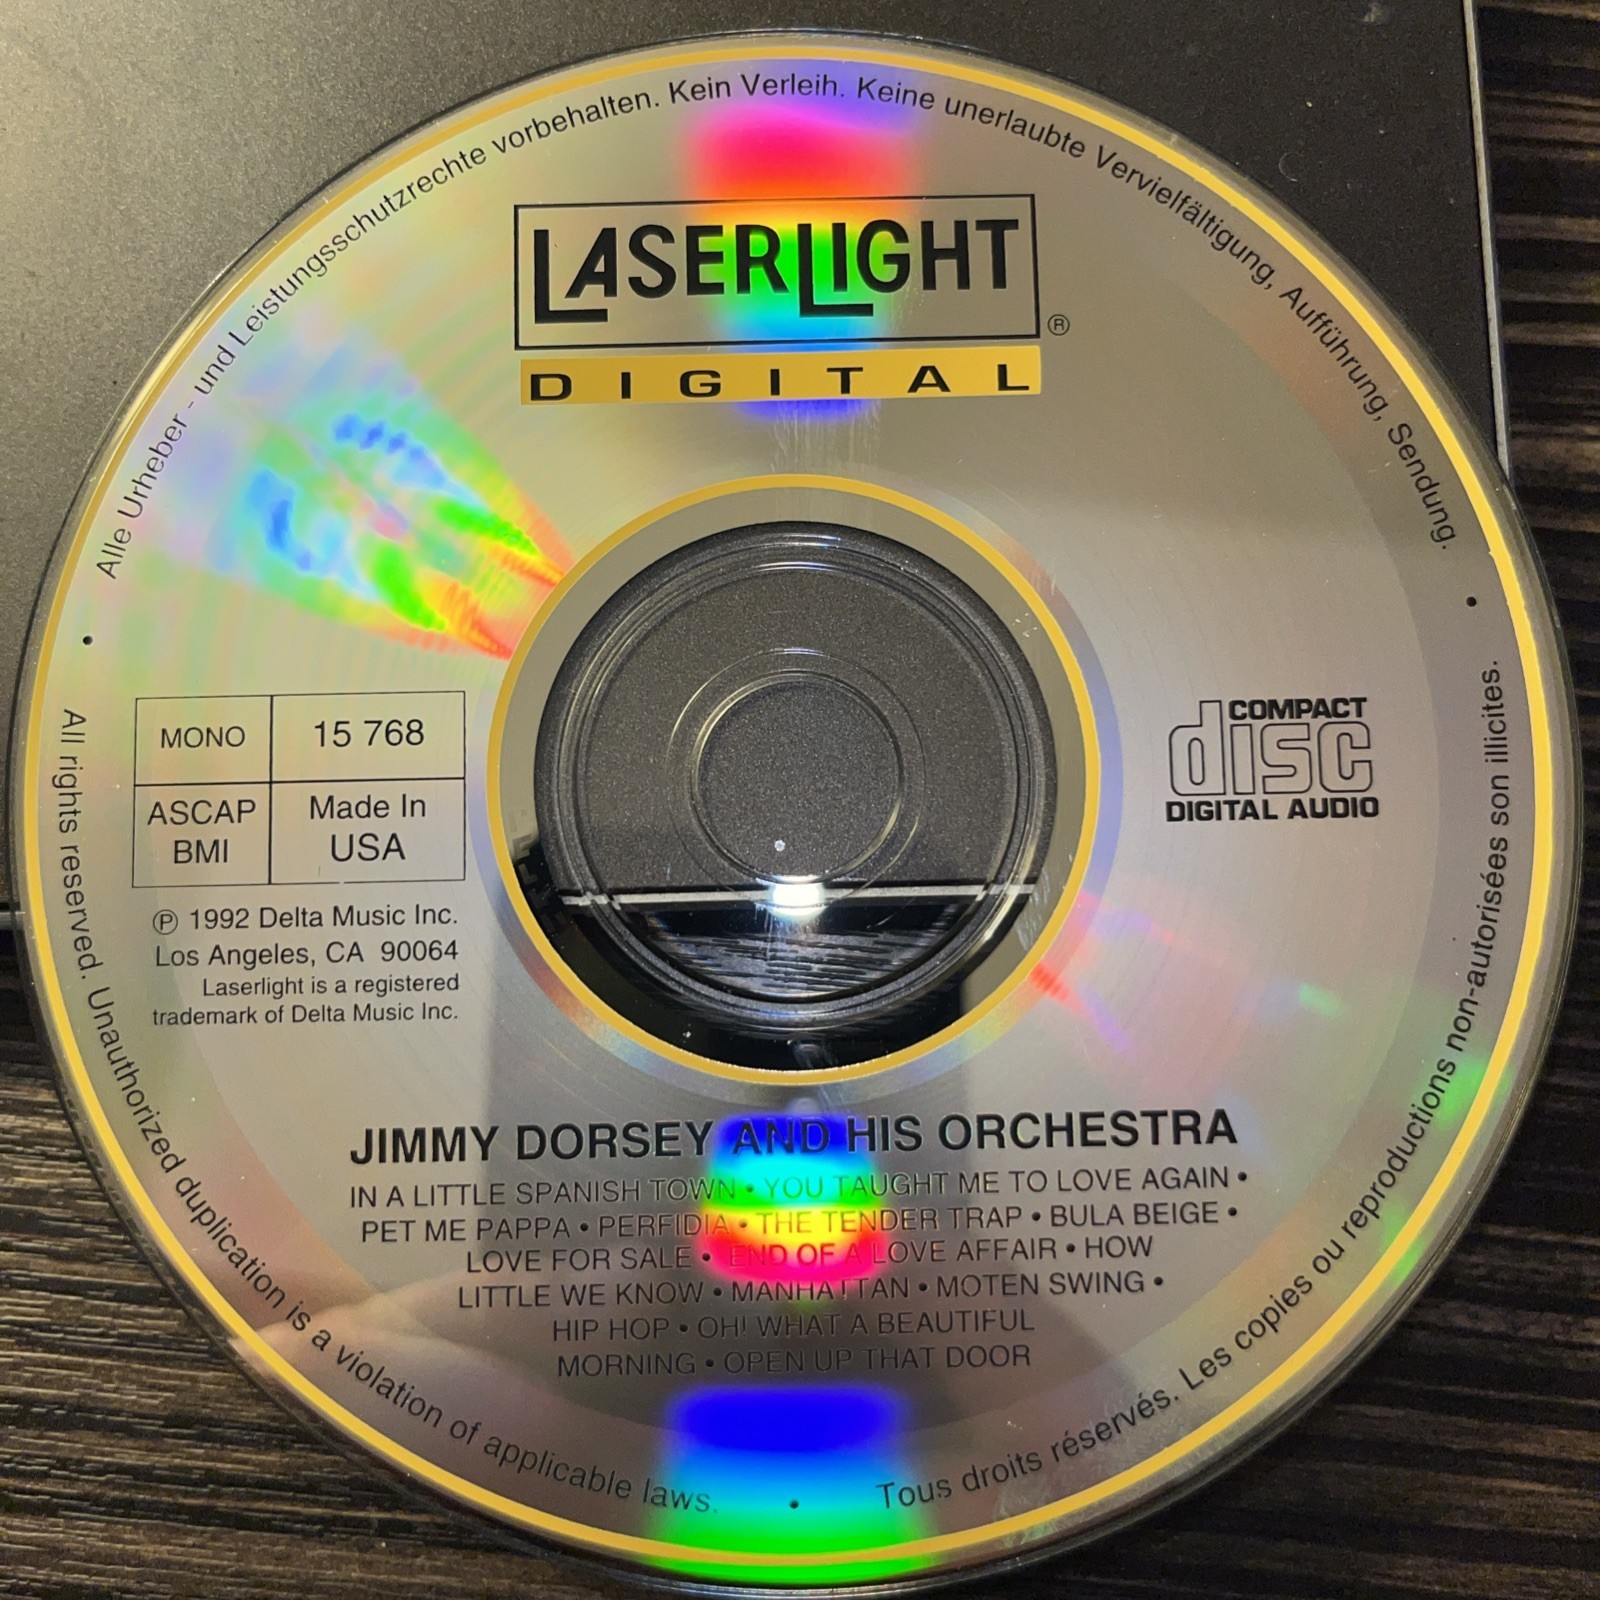 Alle Urheber - und Leistungsschutzrechte vorbehalten. Kein Verleih. Keine unerlaubte Vervielfältigung, Aufführung, Sendung.
LASERLIGHT ®
DIGITAL
MONO
15 768
ASCAP
BMI
Made In
USA
COMPACT
disc
DIGITAL AUDIO
℗ 1992 Delta Music Inc.
Los Angeles, CA 90064
Laserlight is a registered
trademark of Delta Music Inc.
JIMMY DORSEY AND HIS ORCHESTRA
IN A LITTLE SPANISH TOWN • YOU TAUGHT ME TO LOVE AGAIN •
PET ME PAPPA • PERFIDIA • THE TENDER TRAP • BULA BEIGE •
LOVE FOR SALE • END OF A LOVE AFFAIR • HOW
LITTLE WE KNOW • MANHATTAN • MOTEN SWING •
HIP HOP • OH! WHAT A BEAUTIFUL
MORNING • OPEN UP THAT DOOR
All rights reserved. Unauthorized duplication is a violation of applicable laws.
Tous droits réservés. Les copies ou reproductions non-autorisées son illicites.